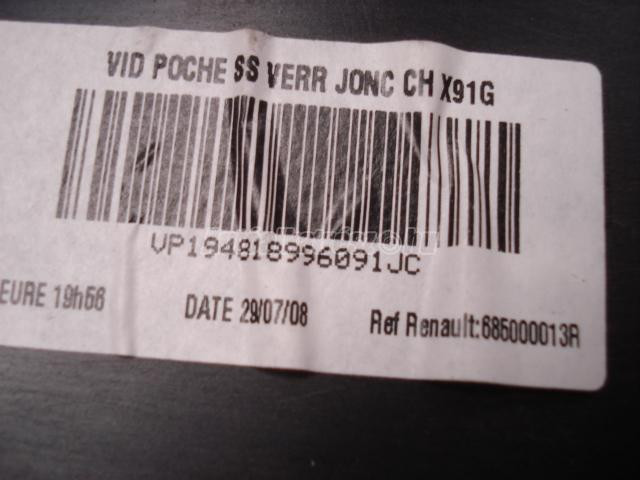 VID POCHE SS VERR JONC CH X91G
VP194818996091JC
EURE 19h56 DATE 29/07/08 Ref Renault:685000013R